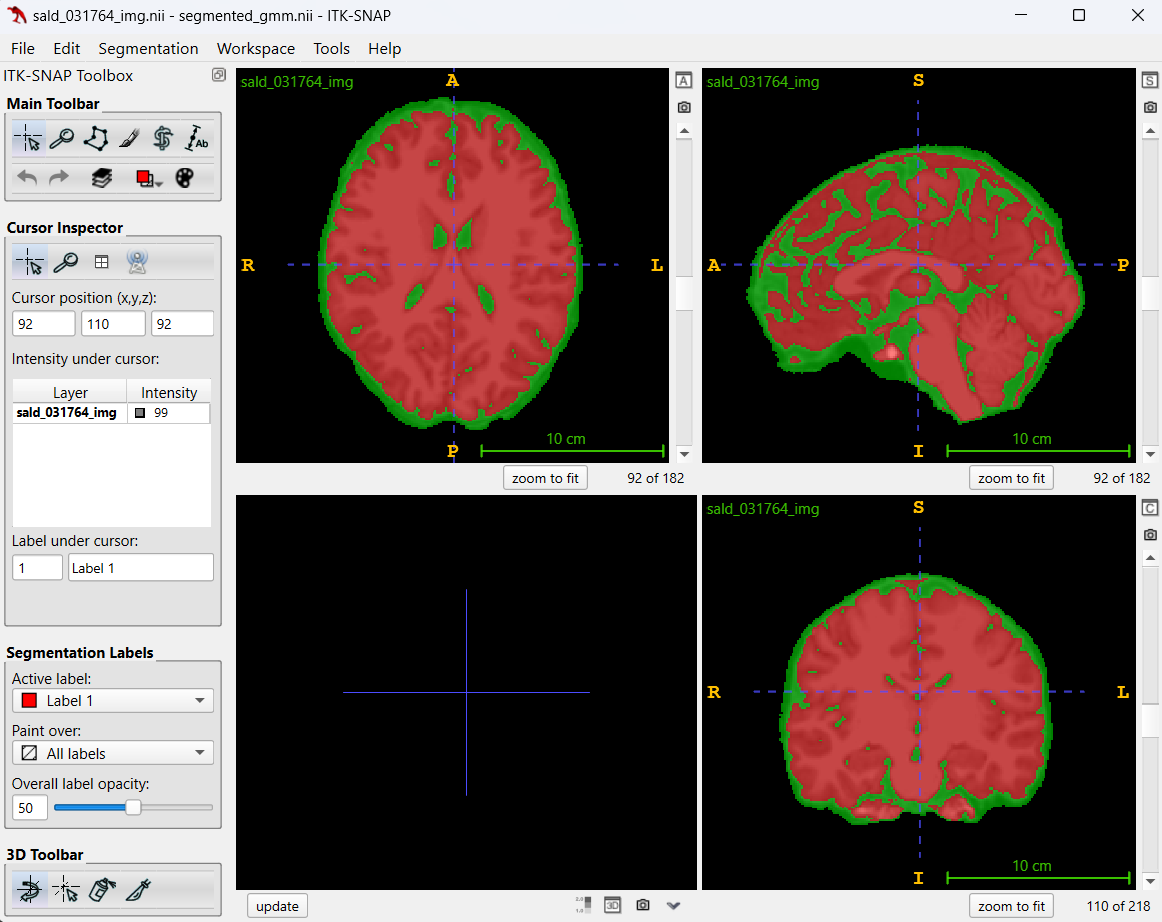 sald_031764_img.nii - segmented_gmm.nii - ITK-SNAP
File Edit Segmentation Workspace Tools Help
ITK-SNAP Toolbox
Main Toolbar
Ab
Cursor Inspector
Cursor position (x,y,z):
92 110 92
Intensity under cursor:
Layer Intensity
sald_031764_img 99
Label under cursor:
1 Label 1
Segmentation Labels
Active label:
Label 1
Paint over:
All labels
Overall label opacity:
50
3D Toolbar
sald_031764_img
A
A
R
L
P
10 cm
zoom to fit 92 of 182
sald_031764_img
S
S
A
P
I
10 cm
zoom to fit 92 of 182
update
3D
sald_031764_img
S
C
R
L
I
10 cm
zoom to fit 110 of 218